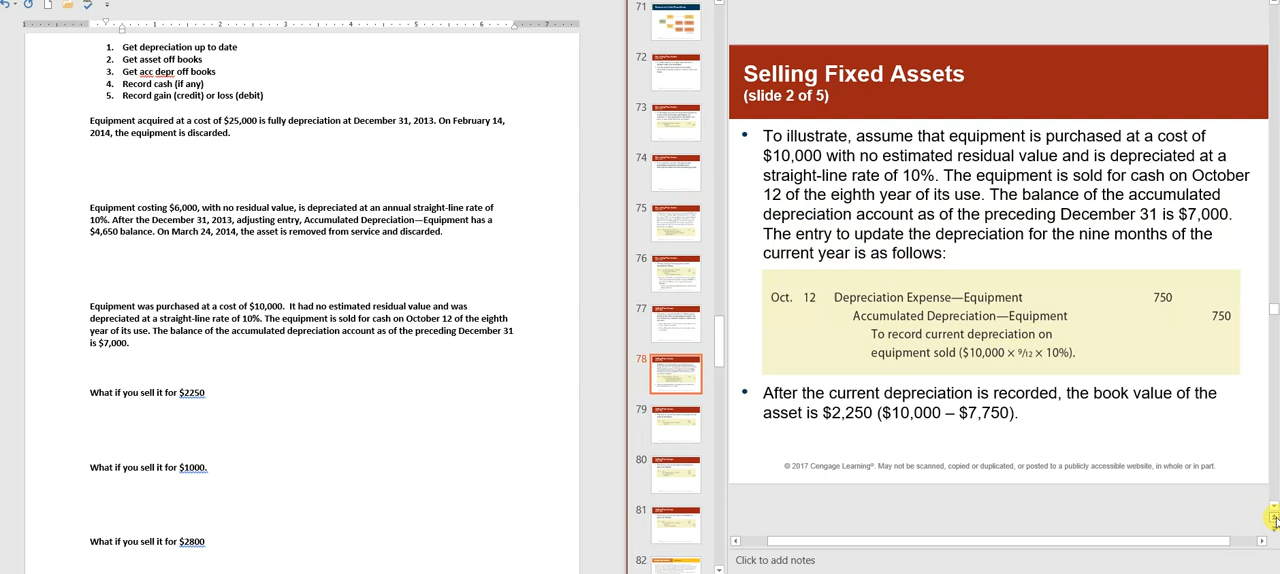 1. Get depreciation up to date
2. Get asset off books
3. Get acc depr off books
4. Record cash (if any)
5. Record gain (credit) or loss (debit)
Equipment acquired at a cost of $25,000 is fully depreciation at December 31, 2013. On February 14,
2014, the equipment is discarded.
Equipment costing $6,000, with no residual value, is depreciated at an annual straight-line rate of
10%. After the December 31, 2013, adjusting entry, Accumulated Depreciation—Equipment has a
$4,650 balance. On March 24, 2014, the asset is removed from service and discarded.
Equipment was purchased at a cost of $10,000. It had no estimated residual value and was
depreciated at a straight-line rate of 10%. The equipment is sold for cash on October 12 of the eighth
year of its use. The balance of the accumulated depreciation account as of the preceding December 31
is $7,000.
What if you sell it for $2250
What if you sell it for $1000.
What if you sell it for $2800
71
72
73
74
75
76
77
78
79
80
81
82
Selling Fixed Assets
(slide 2 of 5)
• To illustrate, assume that equipment is purchased at a cost of
$10,000 with no estimated residual value and is depreciated at a
straight-line rate of 10%. The equipment is sold for cash on October
12 of the eighth year of its use. The balance of the accumulated
depreciation account as of the preceding December 31 is $7,000.
The entry to update the depreciation for the nine months of the
current year is as follows:
Oct. 12 Depreciation Expense—Equipment 750
Accumulated Depreciation—Equipment 750
To record current depreciation on
equipment sold ($10,000 × 9/12 × 10%).
• After the current depreciation is recorded, the book value of the
asset is $2,250 ($10,000 – $7,750).
© 2017 Cengage Learning®. May not be scanned, copied or duplicated, or posted to a publicly accessible website, in whole or in part.
Click to add notes